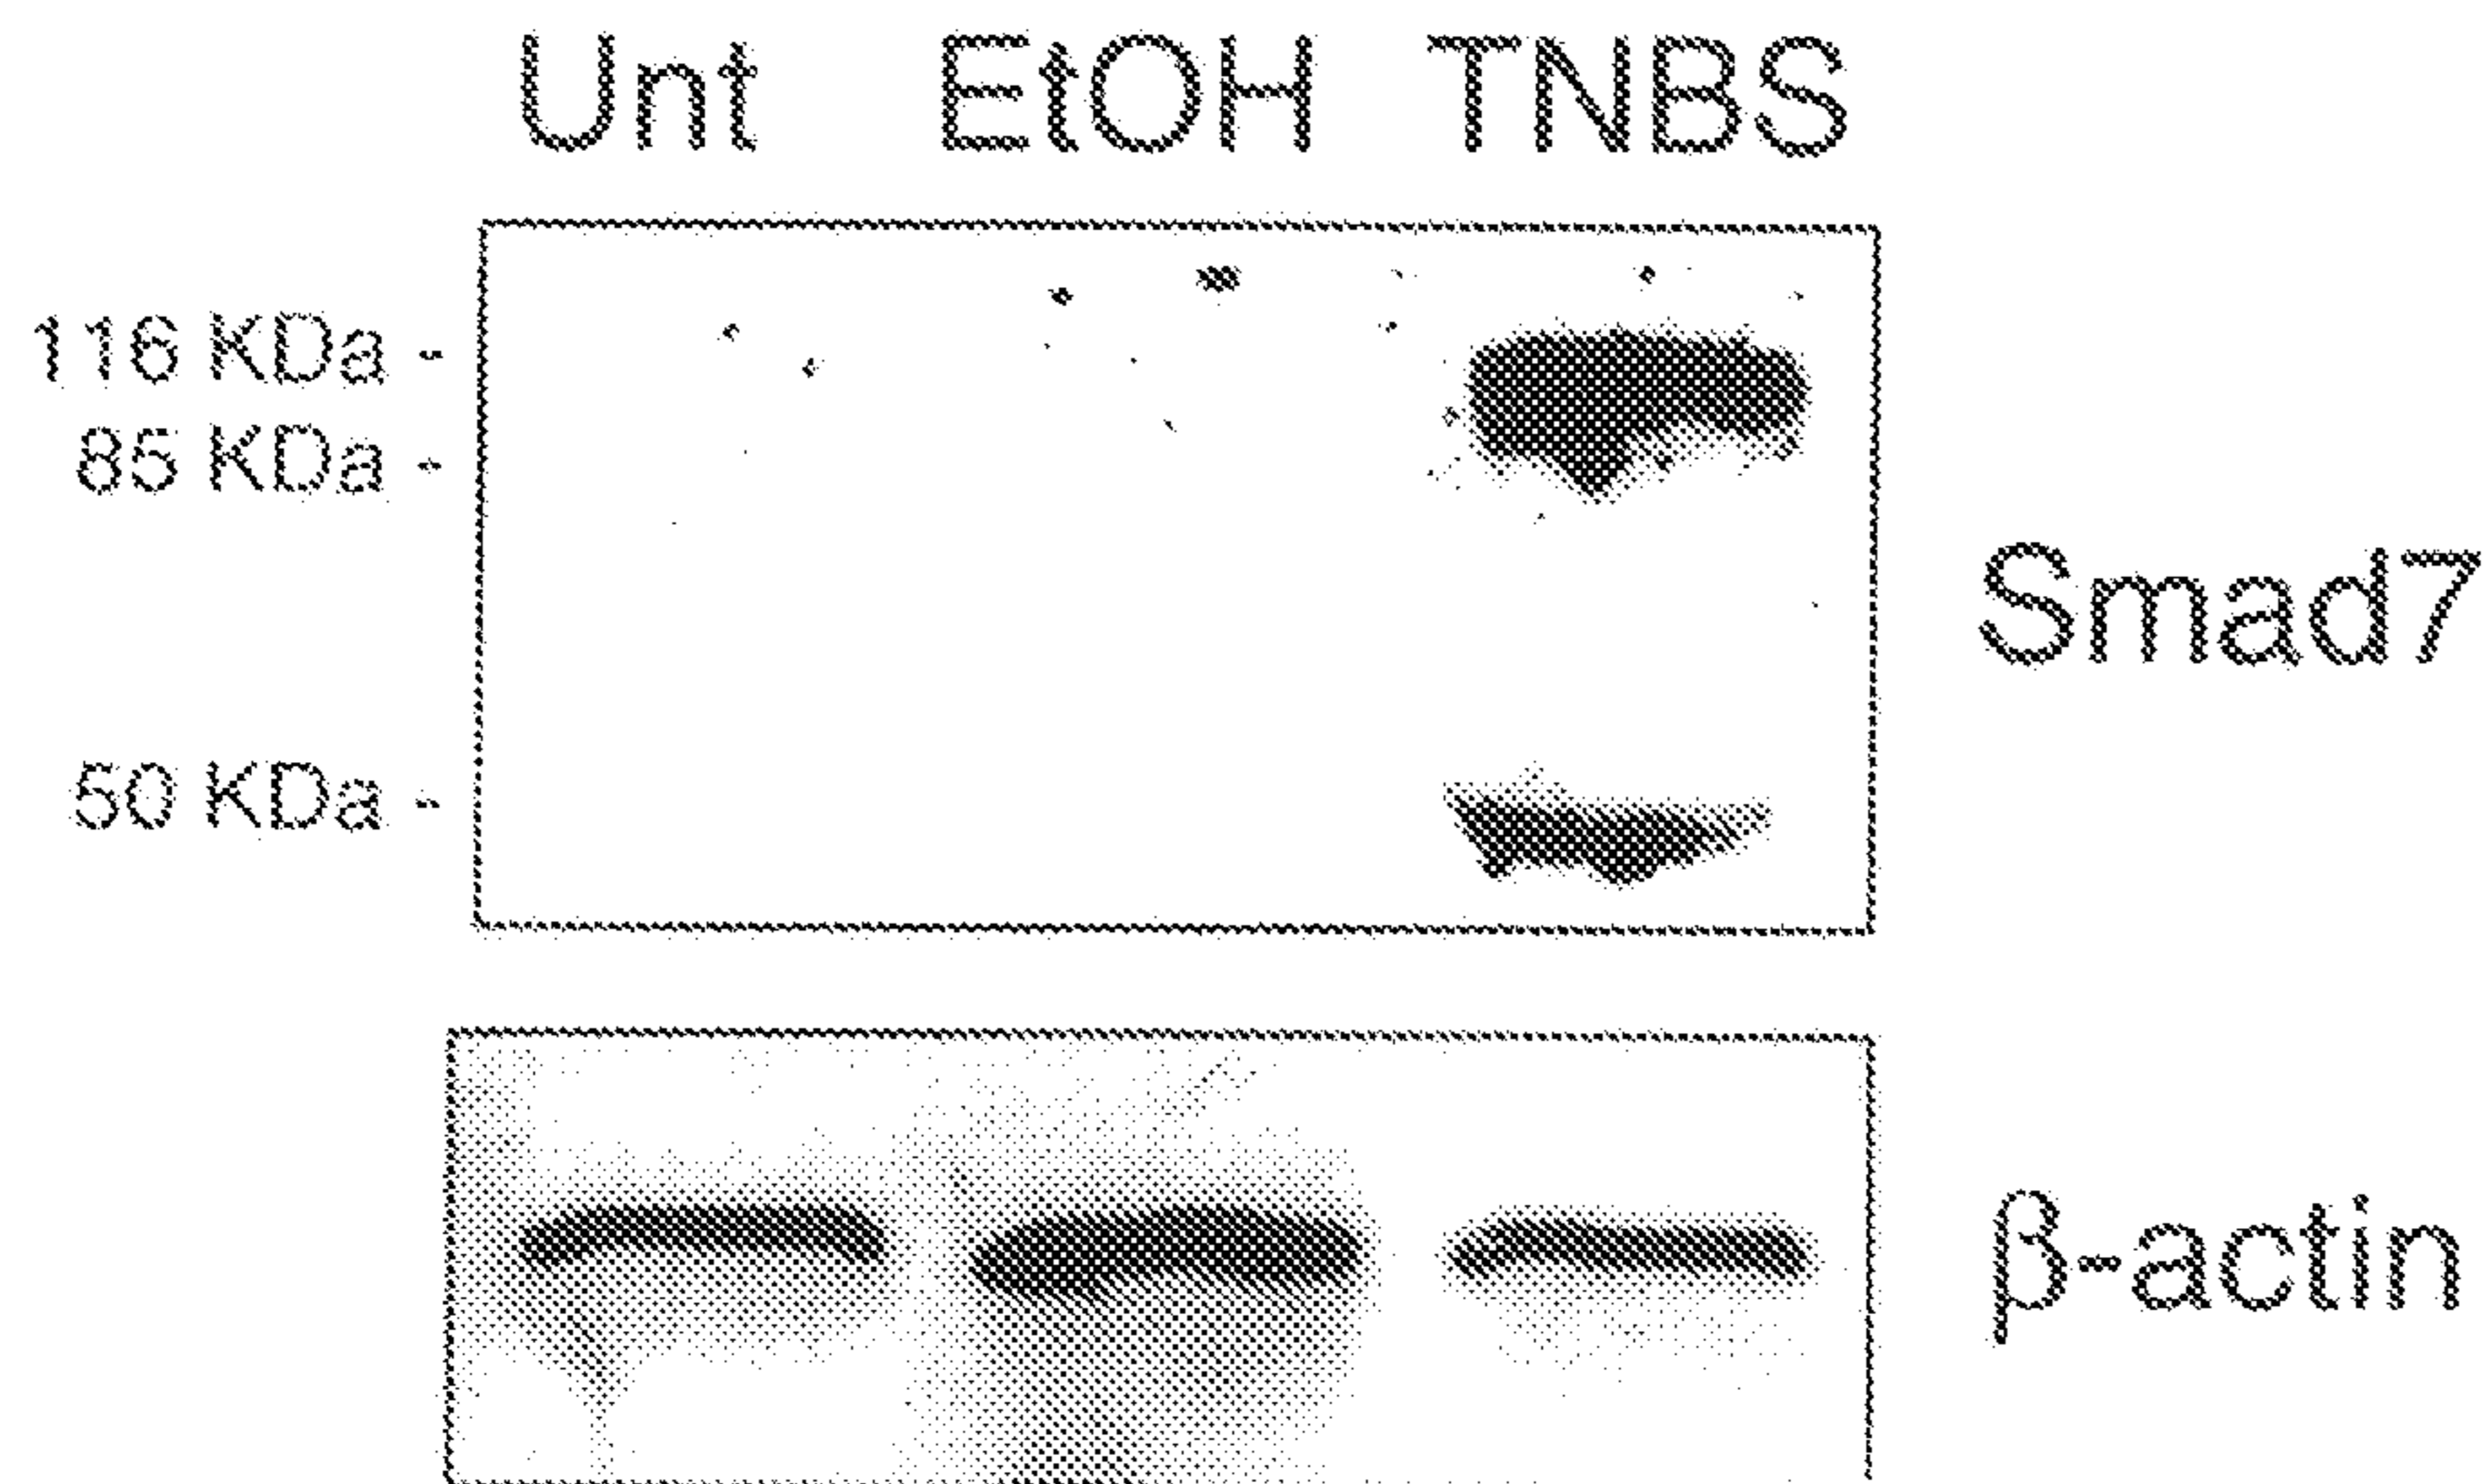 Unt EtOH TNBS
116 KDa -
85 KDa -
Smad7
50 KDa -
β-actin